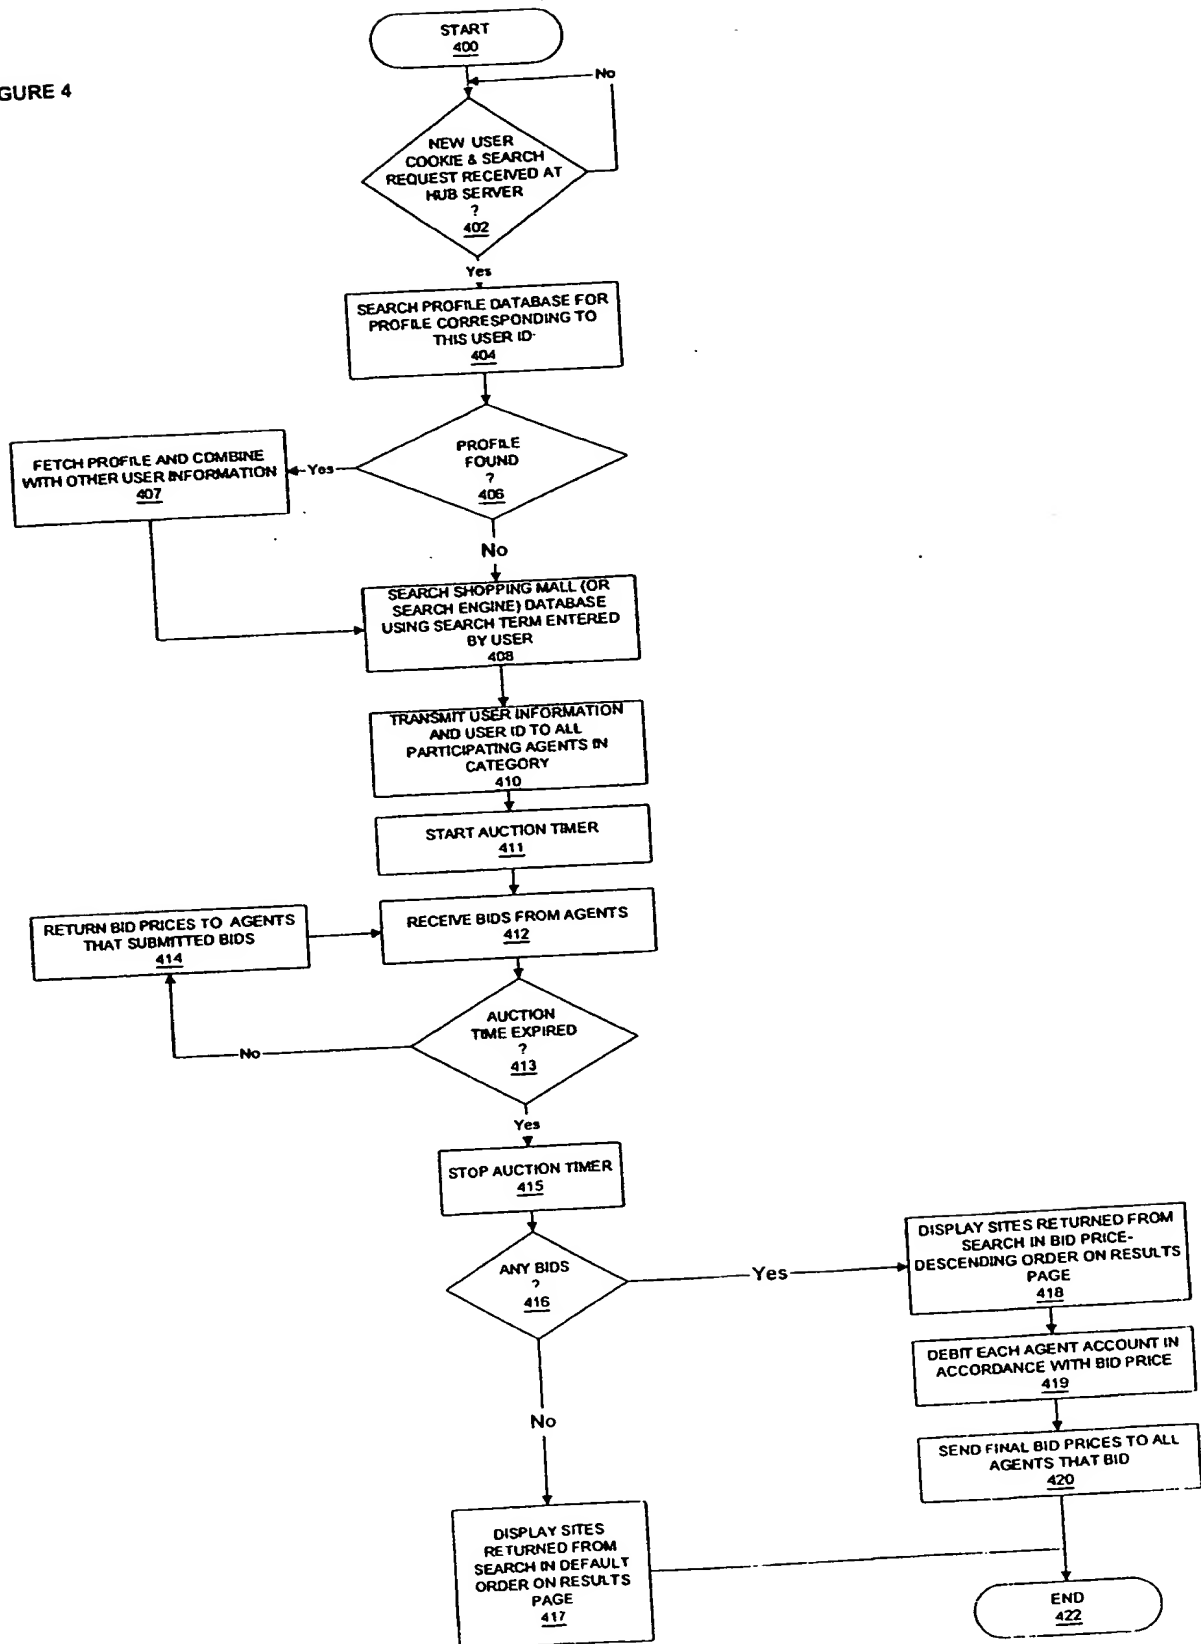 START
400
No
GURE 4
NEW USER
COOKIE & SEARCH
REQUEST RECEIVED AT
HUB SERVER
?
402
Yes
SEARCH PROFILE DATABASE FOR
PROFILE CORRESPONDING TO
THIS USER ID
404
PROFILE
FOUND
?
406
Yes
FETCH PROFILE AND COMBINE
WITH OTHER USER INFORMATION
407
No
SEARCH SHOPPING MALL (OR
SEARCH ENGINE) DATABASE
USING SEARCH TERM ENTERED
BY USER
408
TRANSMIT USER INFORMATION
AND USER ID TO ALL
PARTICIPATING AGENTS IN
CATEGORY
410
START AUCTION TIMER
411
RECEIVE BIDS FROM AGENTS
412
RETURN BID PRICES TO AGENTS
THAT SUBMITTED BIDS
414
AUCTION
TIME EXPIRED
?
413
No
Yes
STOP AUCTION TIMER
415
ANY BIDS
?
416
Yes
DISPLAY SITES RETURNED FROM
SEARCH IN BID PRICE-
DESCENDING ORDER ON RESULTS
PAGE
418
DEBIT EACH AGENT ACCOUNT IN
ACCORDANCE WITH BID PRICE
419
SEND FINAL BID PRICES TO ALL
AGENTS THAT BID
420
No
DISPLAY SITES
RETURNED FROM
SEARCH IN DEFAULT
ORDER ON RESULTS
PAGE
417
END
422